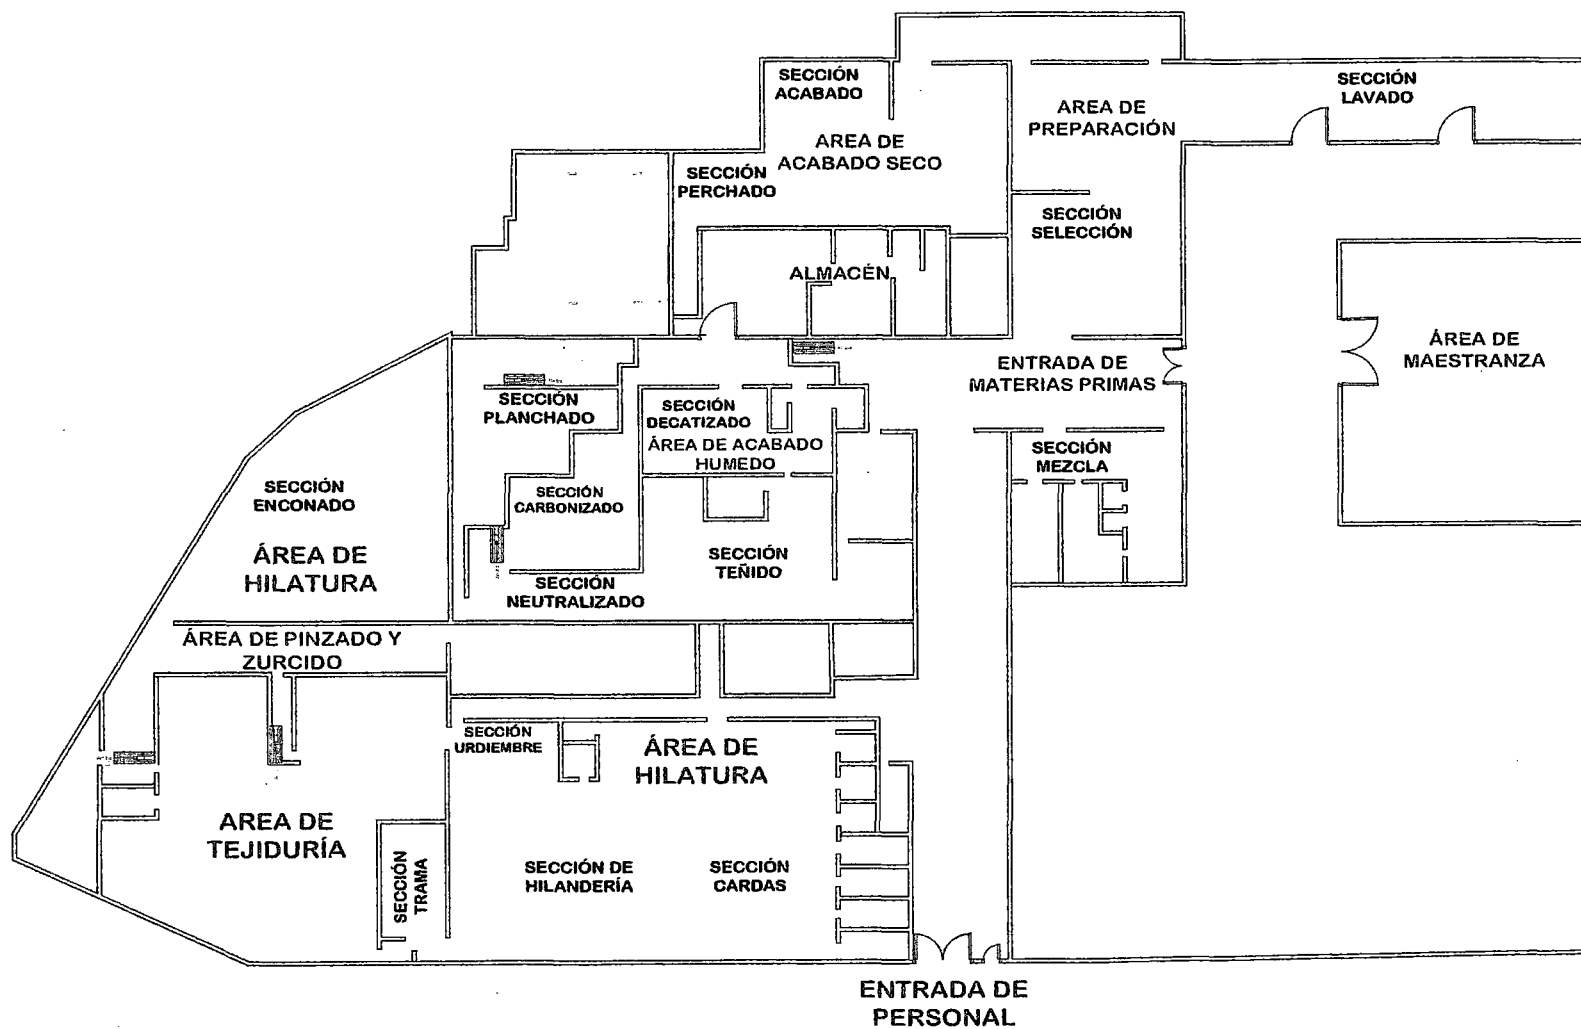 SECCIÓN
ACABADO
SECCIÓN
LAVADO
AREA DE
PREPARACIÓN
AREA DE
ACABADO SECO
SECCIÓN
PERCHADO
SECCIÓN
SELECCIÓN
ALMACÉN
ENTRADA DE
MATERIAS PRIMAS
ÁREA DE
MAESTRANZA
SECCIÓN
PLANCHADO
SECCIÓN
DECATIZADO
ÁREA DE ACABADO
HUMEDO
SECCIÓN
MEZCLA
SECCIÓN
ENCONADO
SECCIÓN
CARBONIZADO
ÁREA DE
HILATURA
SECCIÓN
TEÑIDO
SECCIÓN
NEUTRALIZADO
ÁREA DE PINZADO Y
ZURCIDO
SECCIÓN
URDIEMBRE
ÁREA DE
HILATURA
AREA DE
TEJIDURÍA
SECCIÓN
TRAMA
SECCIÓN DE
HILANDERÍA
SECCIÓN
CARDAS
ENTRADA DE
PERSONAL